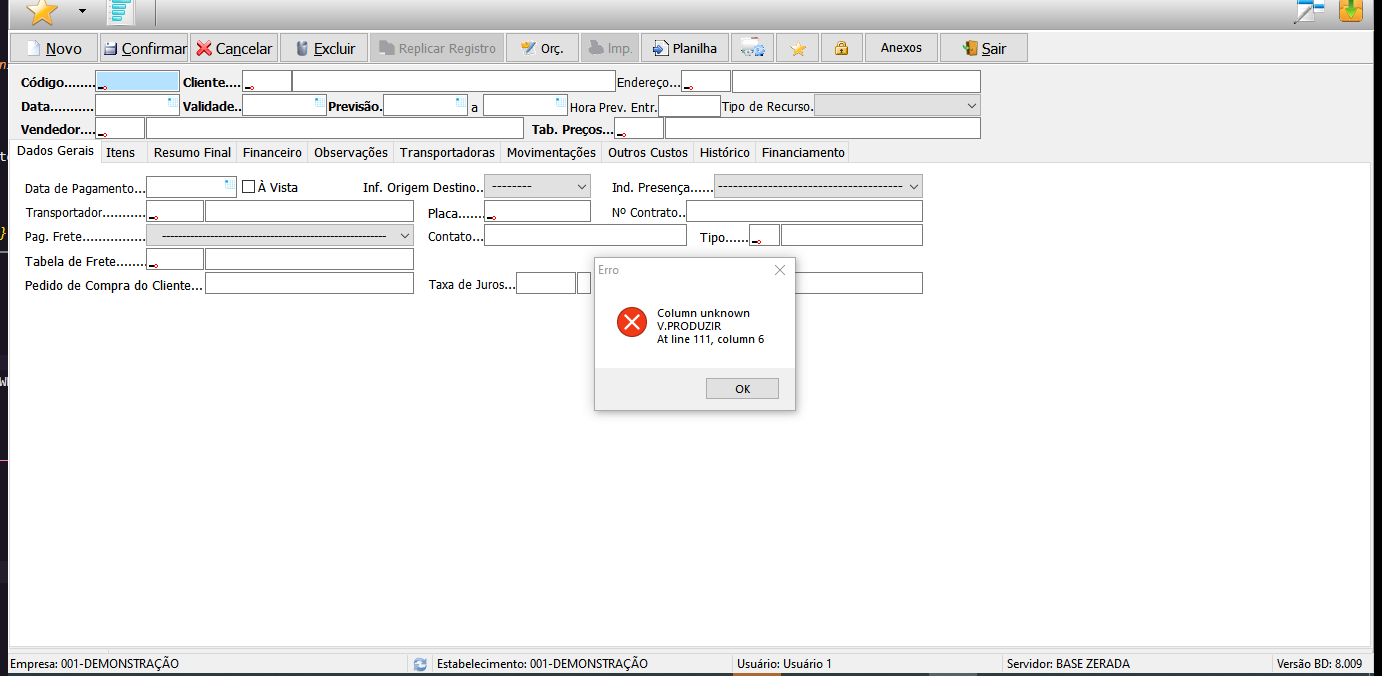 Novo Confirmar Cancelar Excluir Replicar Registro Orç. Imp. Planilha Anexos Sair
Código........ Cliente.... Endereço...
Data........... Validade.. Previsão. a Hora Prev. Entr. Tipo de Recurso.
Vendedor.... Tab. Preços...
Dados Gerais Itens Resumo Final Financeiro Observações Transportadoras Movimentações Outros Custos Histórico Financiamento
Data de Pagamento... À Vista Inf. Origem Destino.. -------- Ind. Presença...... -------------------------------------
Transportador........... Placa....... Nº Contrato..
Pag. Frete................ --------------------------------------------------------- Contato... Tipo......
Tabela de Frete........
Pedido de Compra do Cliente... Taxa de Juros...
Erro
Column unknown
V.PRODUZIR
At line 111, column 6
OK
Empresa: 001-DEMONSTRAÇÃO Estabelecimento: 001-DEMONSTRAÇÃO Usuário: Usuário 1 Servidor: BASE ZERADA Versão BD: 8.009